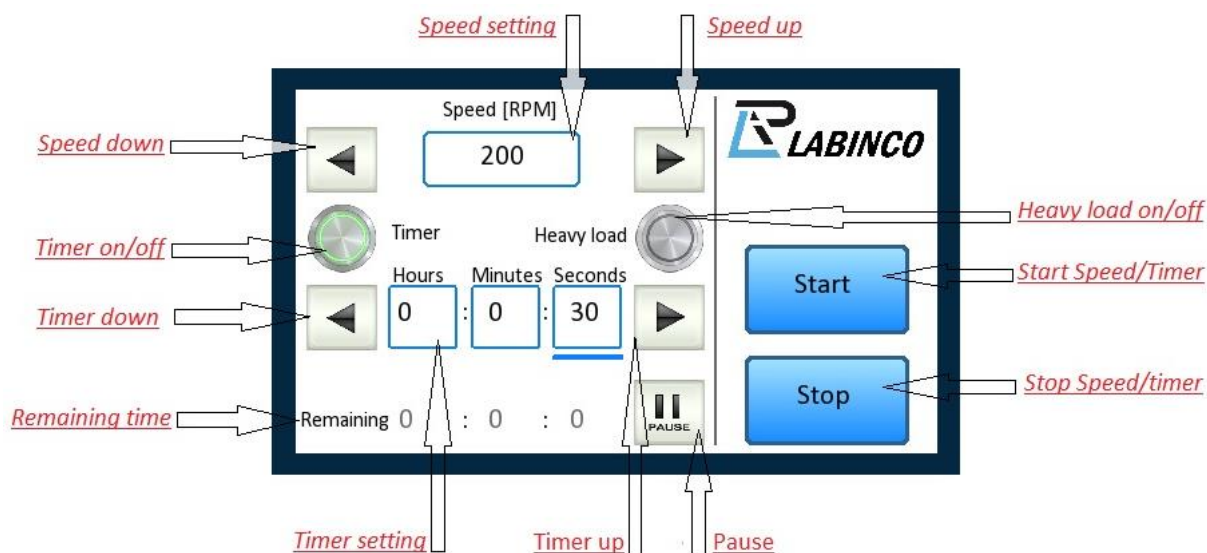 Speed setting
Speed up
Speed [RPM]
LABINCO
Speed down
200
Heavy load on/off
Timer
Heavy load
Timer on/off
Hours Minutes Seconds
Start
Start Speed/Timer
Timer down
0 : 0 : 30
Stop
Stop Speed/timer
Remaining time
Remaining 0 : 0 : 0
PAUSE
Timer setting
Timer up
Pause